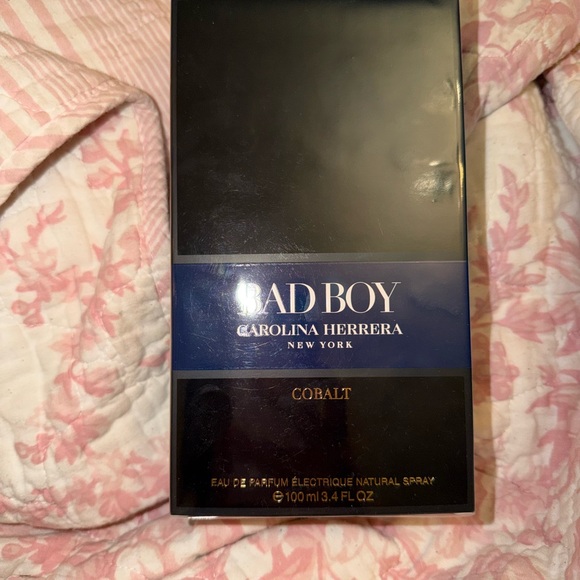 BAD BOY
CAROLINA HERRERA
NEW YORK
COBALT
EAU DE PARFUM ÉLECTRIQUE NATURAL SPRAY
℮100 ml 3.4 FL OZ